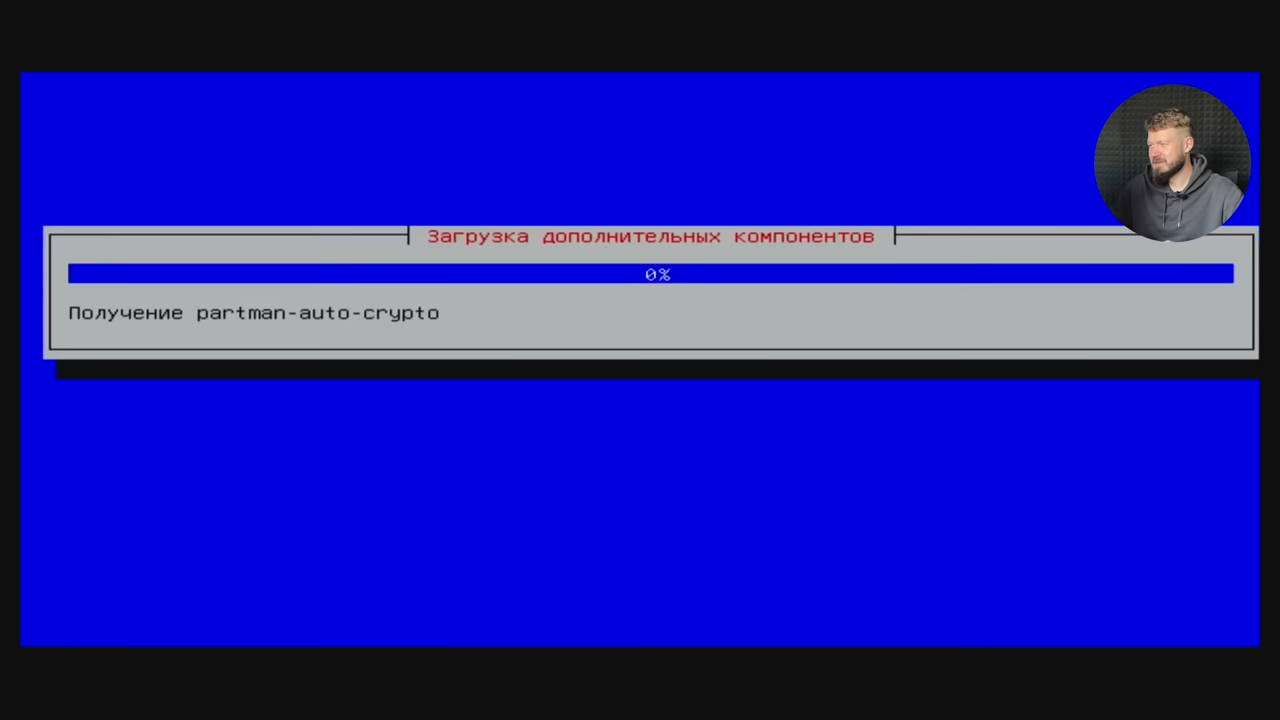 Загрузка дополнительных компонентов
0%
Получение partman-auto-crypto